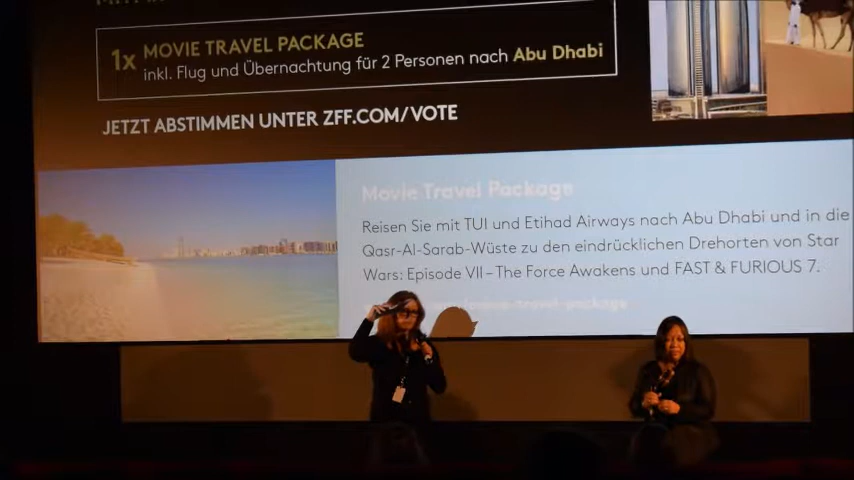 1x MOVIE TRAVEL PACKAGE
inkl. Flug und Übernachtung für 2 Personen nach Abu Dhabi
JETZT ABSTIMMEN UNTER ZFF.COM/VOTE
Movie Travel Package
Reisen Sie mit TUI und Etihad Airways nach Abu Dhabi und in die
Qasr-Al-Sarab-Wüste zu den eindrücklichen Drehorten von Star
Wars: Episode VII – The Force Awakens und FAST & FURIOUS 7.